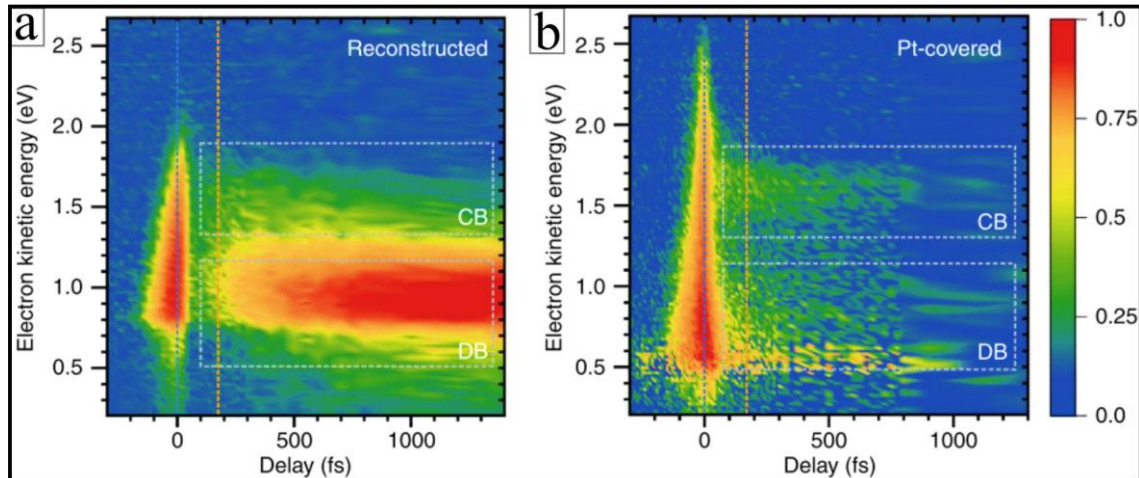 a
Reconstructed
CB
DB
Electron kinetic energy (eV)
2.5
2.0
1.5
1.0
0.5
0
500
1000
Delay (fs)
b
Pt-covered
CB
DB
Electron kinetic energy (eV)
2.5
2.0
1.5
1.0
0.5
0
500
1000
Delay (fs)
1.0
0.75
0.5
0.25
0.0